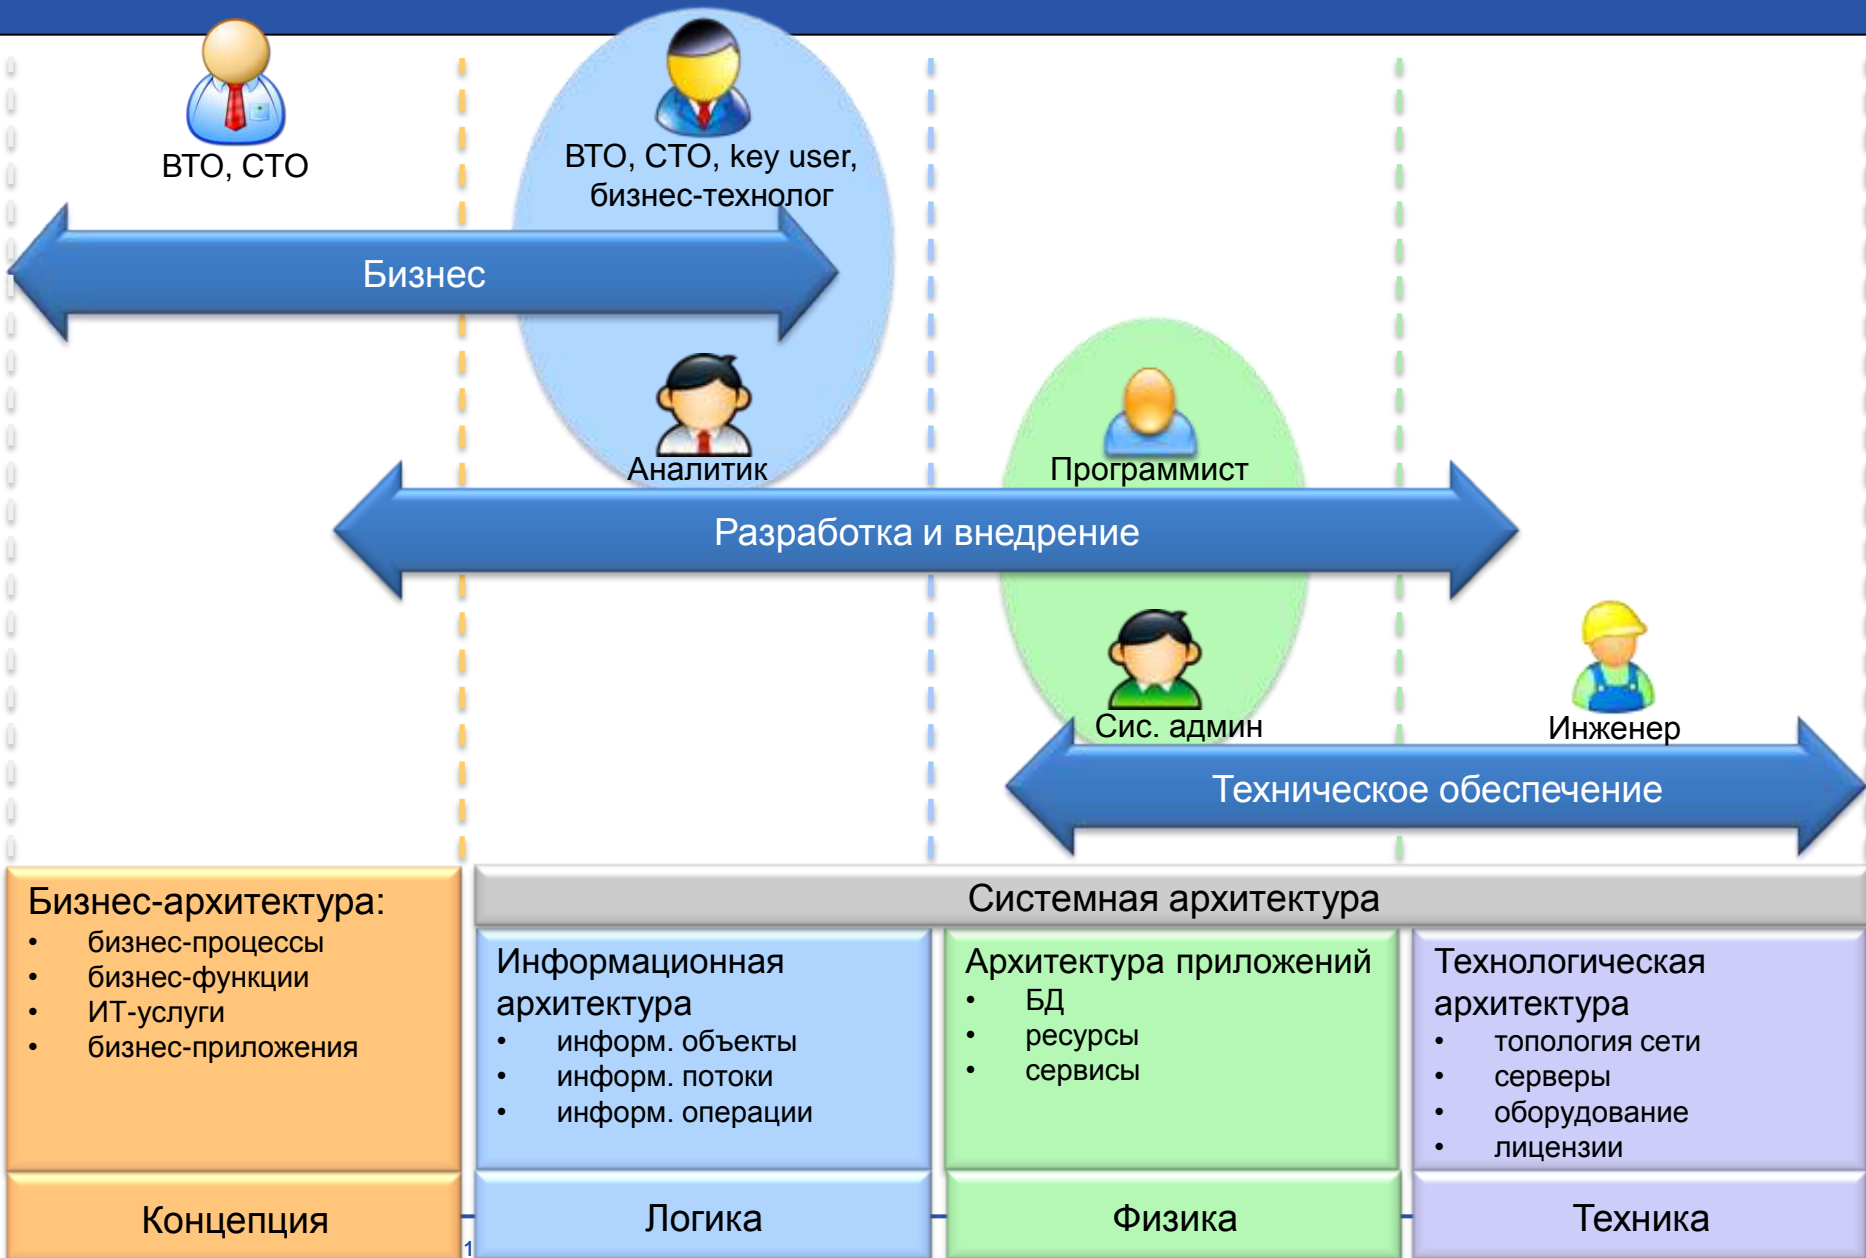 ВТО, СТО
ВТО, СТО, key user,
бизнес-технолог
Бизнес
Аналитик
Программист
Разработка и внедрение
Сис. админ
Инженер
Техническое обеспечение
Бизнес-архитектура:
• бизнес-процессы
• бизнес-функции
• ИТ-услуги
• бизнес-приложения
Системная архитектура
Информационная
архитектура
• информ. объекты
• информ. потоки
• информ. операции
Архитектура приложений
• БД
• ресурсы
• сервисы
Технологическая
архитектура
• топология сети
• серверы
• оборудование
• лицензии
Концепция
Логика
Физика
Техника
1